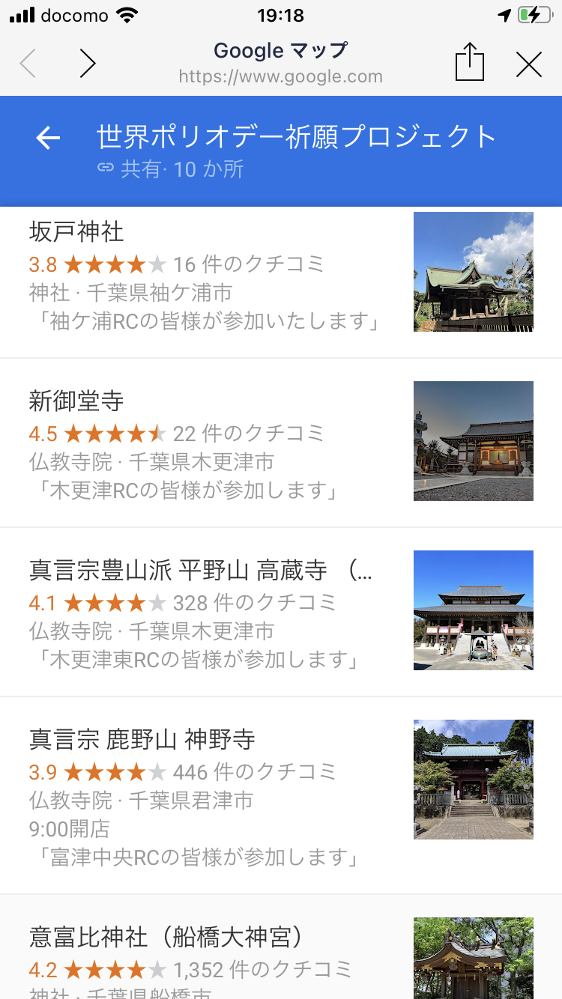 docomo 19:18
Google マップ
https://www.google.com
世界ポリオデー祈願プロジェクト
共有· 10 か所
坂戸神社
3.8 ★★★★★ 16 件のクチコミ
神社 · 千葉県袖ケ浦市
「袖ケ浦RCの皆様が参加いたします」
新御堂寺
4.5 ★★★★★ 22 件のクチコミ
仏教寺院 · 千葉県木更津市
「木更津RCの皆様が参加します」
真言宗豊山派 平野山 高蔵寺 （...
4.1 ★★★★★ 328 件のクチコミ
仏教寺院 · 千葉県木更津市
「木更津東RCの皆様が参加します」
真言宗 鹿野山 神野寺
3.9 ★★★★★ 446 件のクチコミ
仏教寺院 · 千葉県君津市
9:00開店
「富津中央RCの皆様が参加します」
意富比神社（船橋大神宮）
4.2 ★★★★★ 1,352 件のクチコミ
神社 · 千葉県船橋市